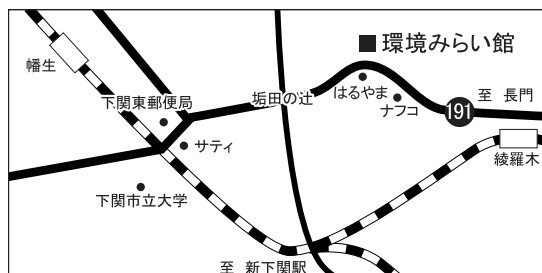 環境みらい館
幡生
はるやま
至 長門
下関東郵便局
垢田の辻
ナフコ
191
サティ
綾羅木
下関市立大学
至 新下関駅